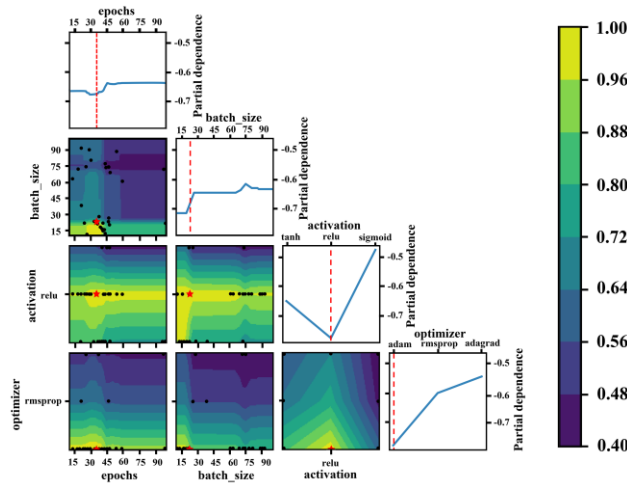 epochs
15 30 45 60 90
-0.5
-0.6
-0.7
Partial dependence
batch_size
15 30 45 60 75 90
90
75
60
45
30
15
batch_size
-0.5
-0.6
-0.7
Partial dependence
activation
tanh relu sigmoid
relu
activation
-0.5
-0.6
-0.7
Partial dependence
optimizer
adam rmsprop adagrad
rmsprop
optimizer
-0.5
-0.6
-0.7
Partial dependence
15 30 45 60 90
epochs
15 30 45 60 75 90
batch_size
relu
activation
1.00
0.96
0.88
0.80
0.72
0.64
0.56
0.48
0.40